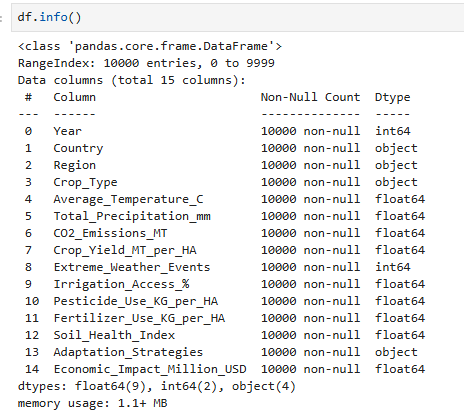 df.info()
<class 'pandas.core.frame.DataFrame'>
RangeIndex: 10000 entries, 0 to 9999
Data columns (total 15 columns):
 #   Column                       Non-Null Count  Dtype
---  ------                       --------------  -----
 0   Year                         10000 non-null  int64
 1   Country                      10000 non-null  object
 2   Region                       10000 non-null  object
 3   Crop_Type                    10000 non-null  object
 4   Average_Temperature_C        10000 non-null  float64
 5   Total_Precipitation_mm       10000 non-null  float64
 6   CO2_Emissions_MT             10000 non-null  float64
 7   Crop_Yield_MT_per_HA         10000 non-null  float64
 8   Extreme_Weather_Events       10000 non-null  int64
 9   Irrigation_Access_%          10000 non-null  float64
 10  Pesticide_Use_KG_per_HA      10000 non-null  float64
 11  Fertilizer_Use_KG_per_HA     10000 non-null  float64
 12  Soil_Health_Index            10000 non-null  float64
 13  Adaptation_Strategies        10000 non-null  object
 14  Economic_Impact_Million_USD  10000 non-null  float64
dtypes: float64(9), int64(2), object(4)
memory usage: 1.1+ MB